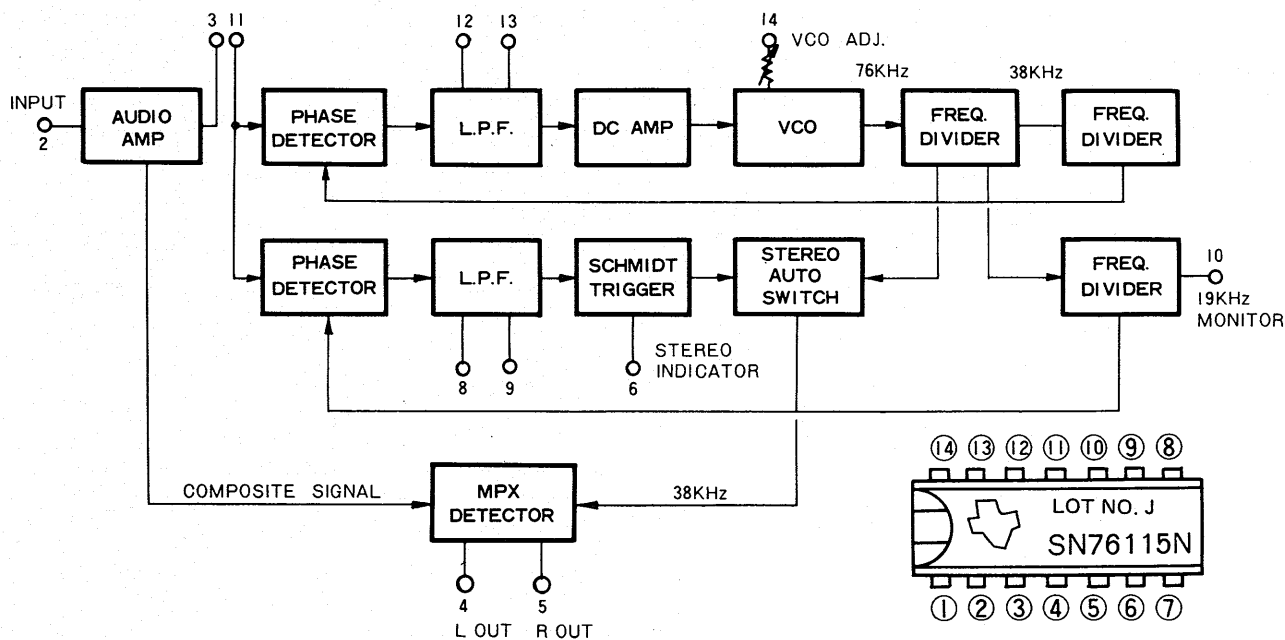 3 11
12 13
14
VCO ADJ.
76KHz
38KHz
INPUT
2
AUDIO
AMP
PHASE
DETECTOR
L.P.F.
DC AMP
VCO
FREQ.
DIVIDER
FREQ.
DIVIDER
PHASE
DETECTOR
L.P.F.
SCHMIDT
TRIGGER
STEREO
AUTO
SWITCH
FREQ.
DIVIDER
10
19KHz
MONITOR
8 9
6
STEREO
INDICATOR
COMPOSITE SIGNAL
MPX
DETECTOR
38KHz
4 5
L OUT R OUT
⑭ ⑬ ⑫ ⑪ ⑩ ⑨ ⑧
LOT NO. J
SN76115N
① ② ③ ④ ⑤ ⑥ ⑦